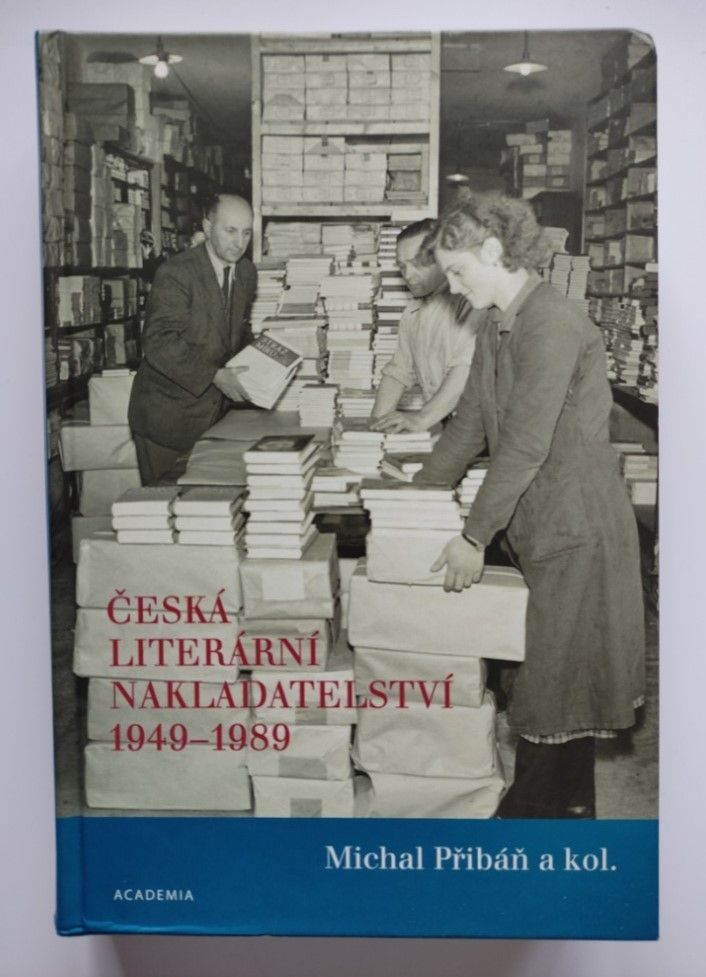 ČESKÁ
LITERÁRNÍ
NAKLADATELSTVÍ
1949–1989
Michal Přibáň a kol.
ACADEMIA